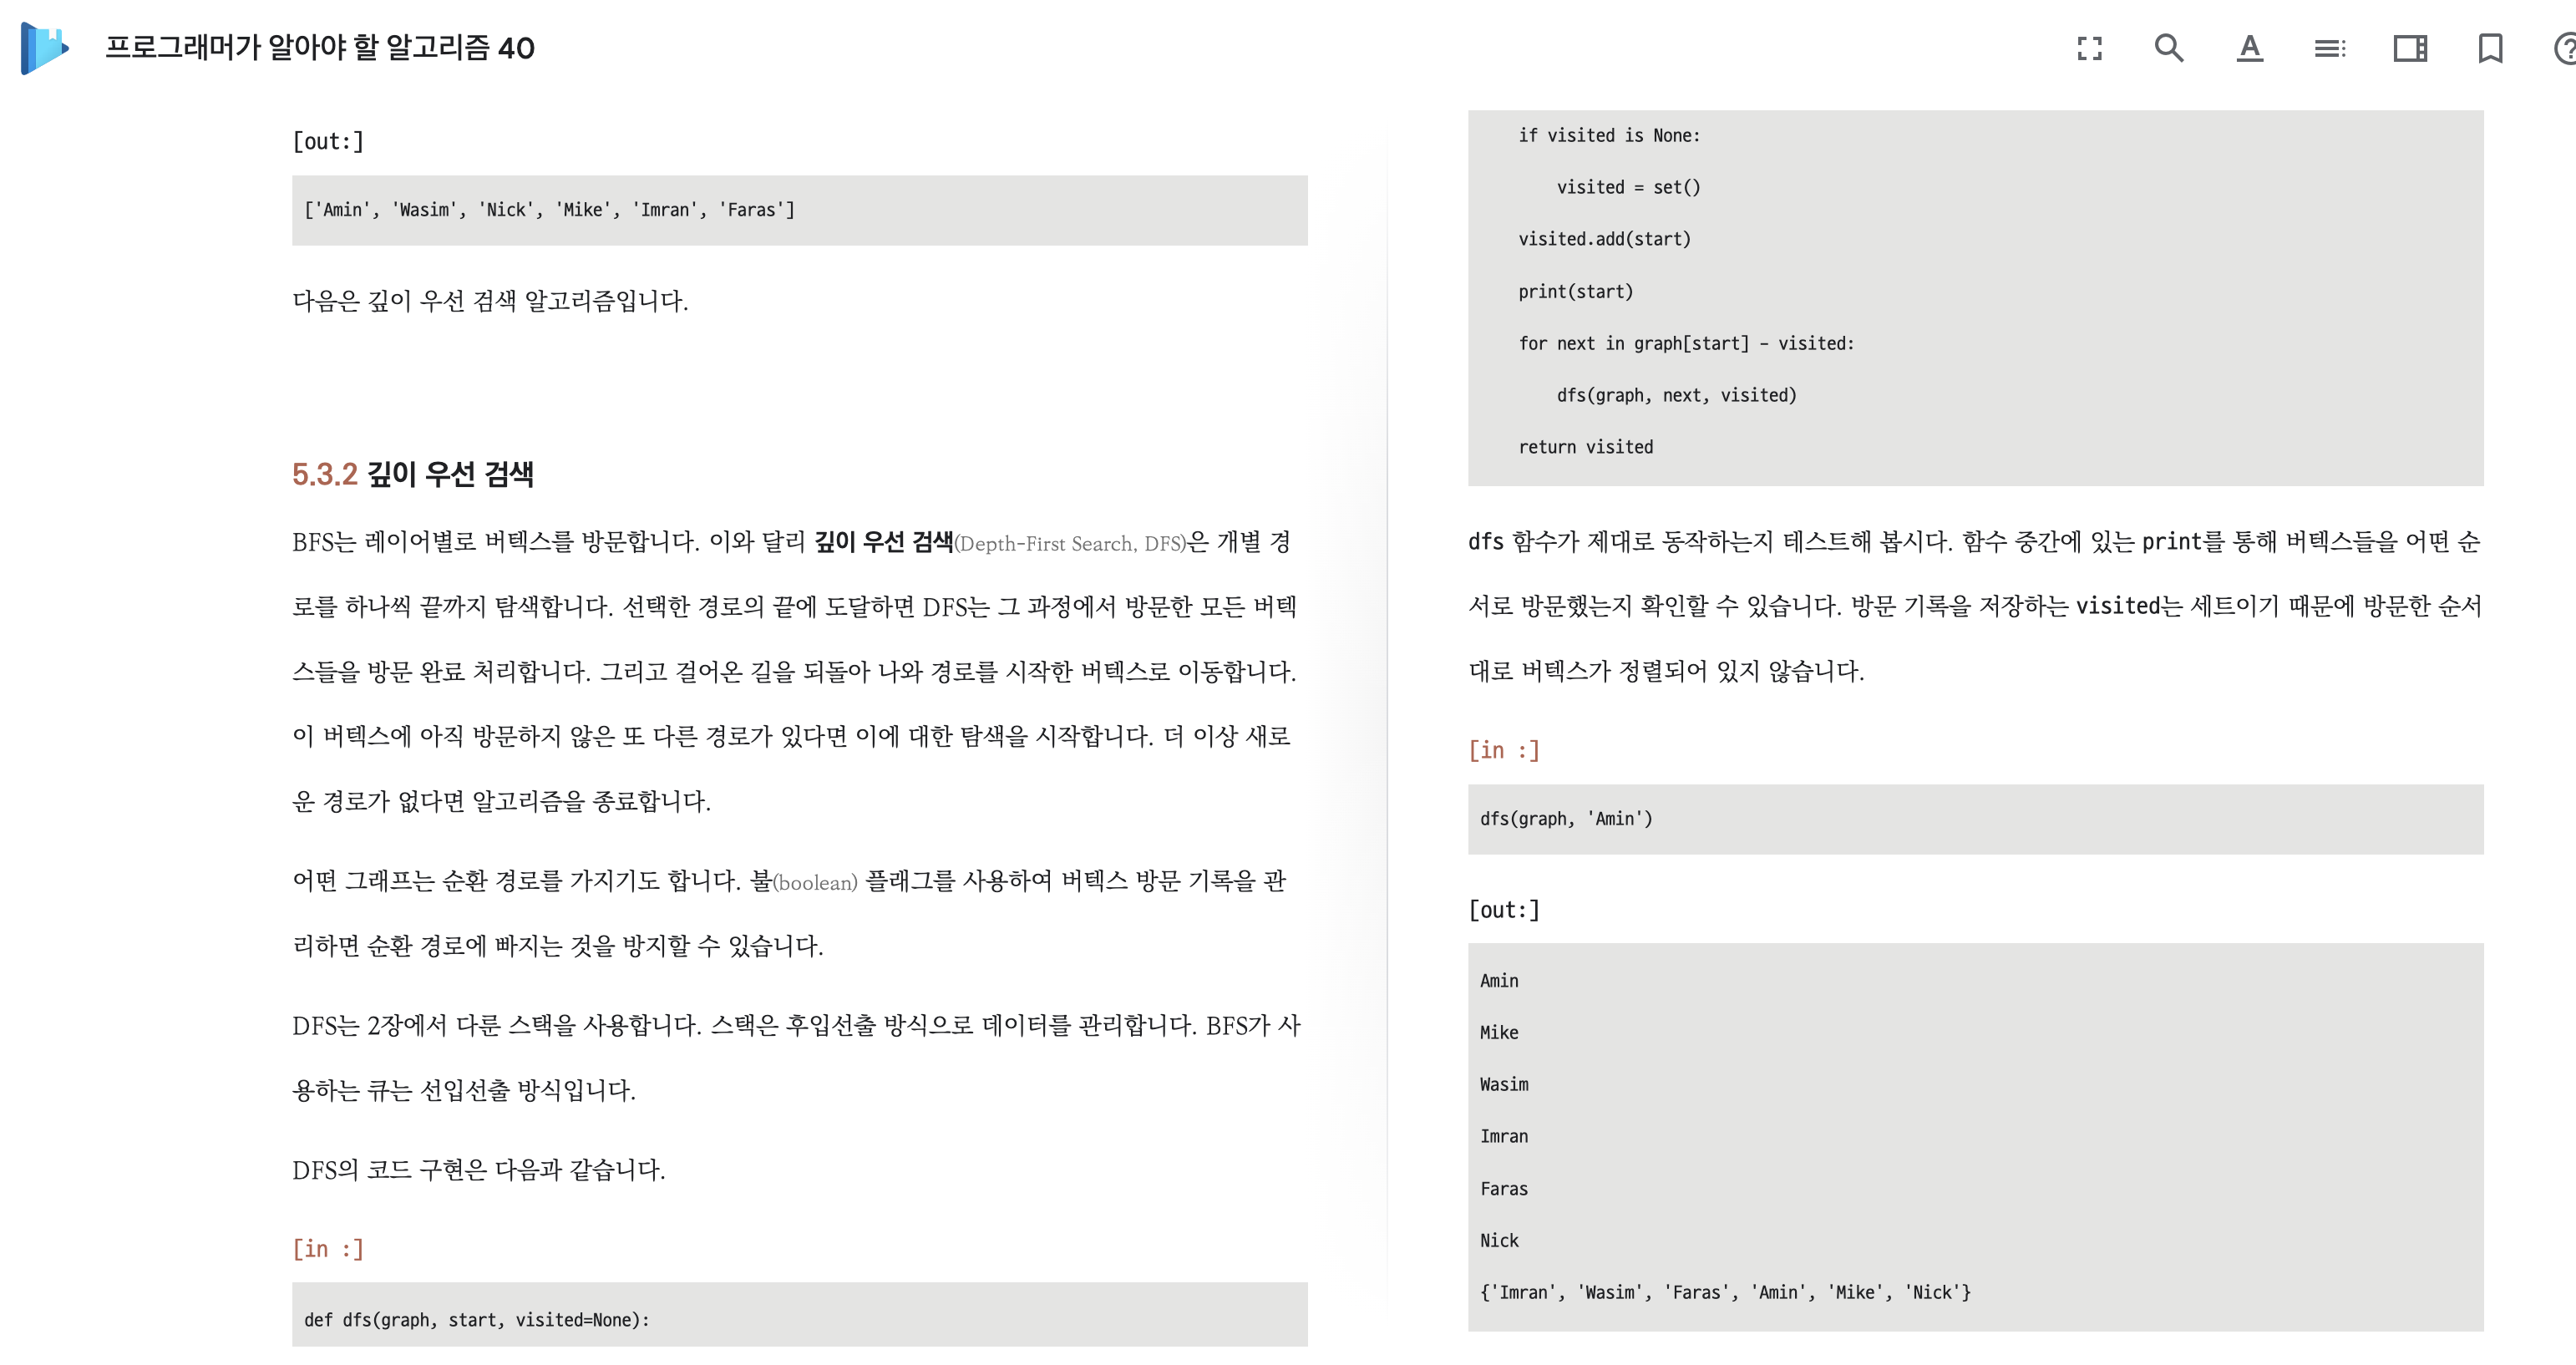 프로그래머가 알아야 할 알고리즘 40
[out:]
['Amin', 'Wasim', 'Nick', 'Mike', 'Imran', 'Faras']
다음은 깊이 우선 검색 알고리즘입니다.
5.3.2 깊이 우선 검색
BFS는 레이어별로 버텍스를 방문합니다. 이와 달리 깊이 우선 검색(Depth-First Search, DFS)은 개별 경
로를 하나씩 끝까지 탐색합니다. 선택한 경로의 끝에 도달하면 DFS는 그 과정에서 방문한 모든 버텍
스들을 방문 완료 처리합니다. 그리고 걸어온 길을 되돌아 나와 경로를 시작한 버텍스로 이동합니다.
이 버텍스에 아직 방문하지 않은 또 다른 경로가 있다면 이에 대한 탐색을 시작합니다. 더 이상 새로
운 경로가 없다면 알고리즘을 종료합니다.
어떤 그래프는 순환 경로를 가지기도 합니다. 불(boolean) 플래그를 사용하여 버텍스 방문 기록을 관
리하면 순환 경로에 빠지는 것을 방지할 수 있습니다.
DFS는 2장에서 다룬 스택을 사용합니다. 스택은 후입선출 방식으로 데이터를 관리합니다. BFS가 사
용하는 큐는 선입선출 방식입니다.
DFS의 코드 구현은 다음과 같습니다.
[in :]
def dfs(graph, start, visited=None):
if visited is None:
visited = set()
visited.add(start)
print(start)
for next in graph[start] - visited:
dfs(graph, next, visited)
return visited
dfs 함수가 제대로 동작하는지 테스트해 봅시다. 함수 중간에 있는 print를 통해 버텍스들을 어떤 순
서로 방문했는지 확인할 수 있습니다. 방문 기록을 저장하는 visited는 세트이기 때문에 방문한 순서
대로 버텍스가 정렬되어 있지 않습니다.
[in :]
dfs(graph, 'Amin')
[out:]
Amin
Mike
Wasim
Imran
Faras
Nick
{'Imran', 'Wasim', 'Faras', 'Amin', 'Mike', 'Nick'}